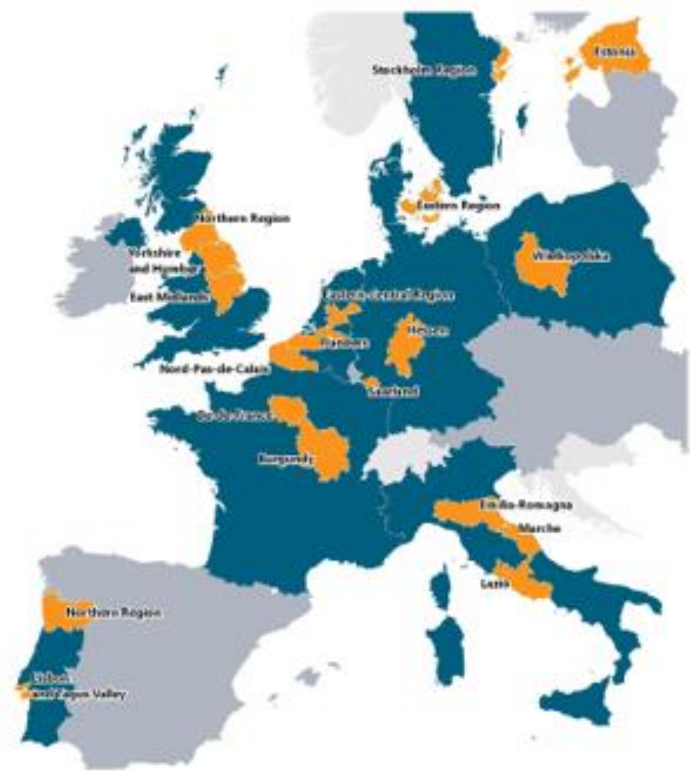 Estonia
Stockholm Region
Northern Region
Eastern Region
Yorkshire
and Humber
Wielkopolska
East Midlands
Eastern-central Region
Hessen
Flanders
Nord-Pas-de-Calais
Saarland
Ile-de-France
Burgundy
Emilia-Romagna
Marche
Lazio
Northern Region
Lisbon
and Tagus Valley